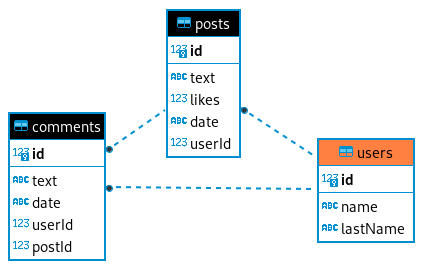 posts
123 id
ABC text
123 likes
ABC date
123 userId
comments
123 id
ABC text
ABC date
123 userId
123 postId
users
123 id
ABC name
ABC lastName